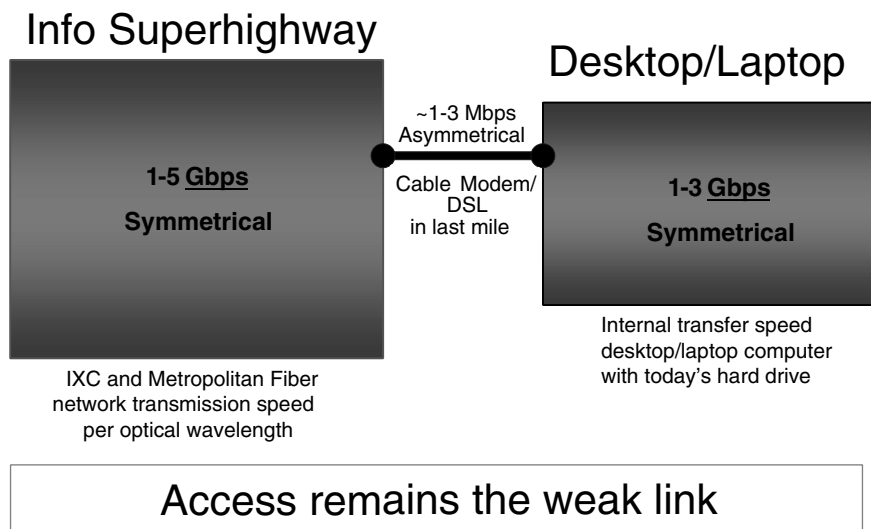 Info Superhighway
1-5 Gbps
Symmetrical
IXC and Metropolitan Fiber
network transmission speed
per optical wavelength
~1-3 Mbps
Asymmetrical
Cable Modem/
DSL
in last mile
Desktop/Laptop
1-3 Gbps
Symmetrical
Internal transfer speed
desktop/laptop computer
with today's hard drive
Access remains the weak link